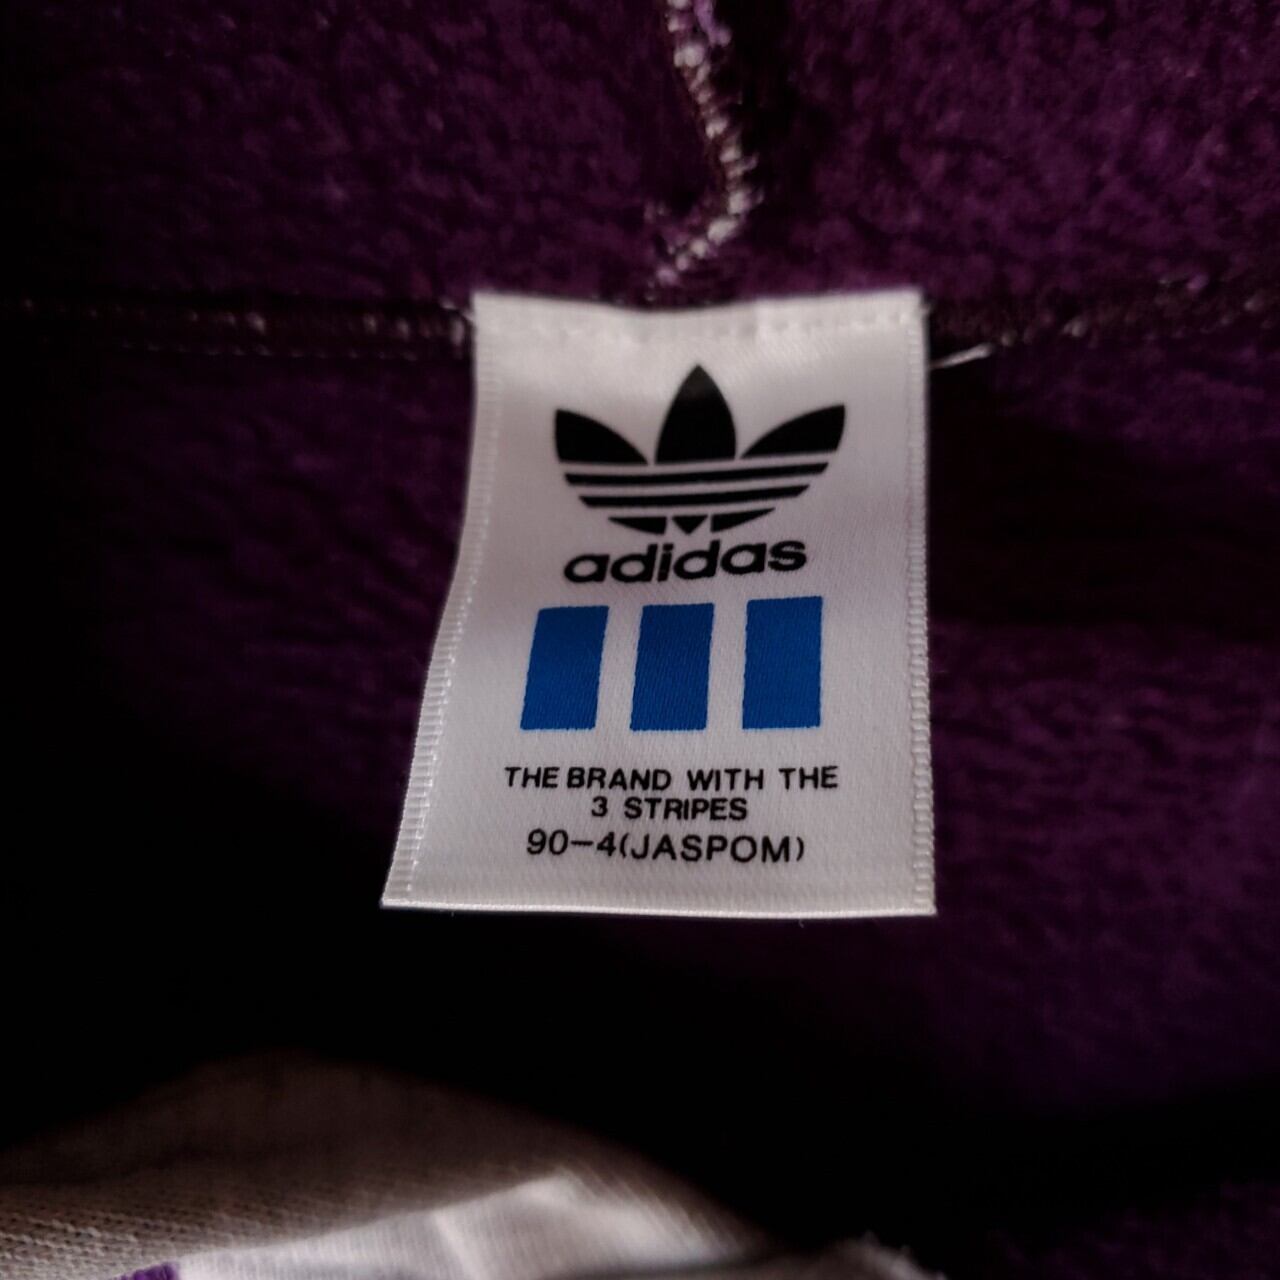 adidas
THE BRAND WITH THE
3 STRIPES
90-4(JASPOM)